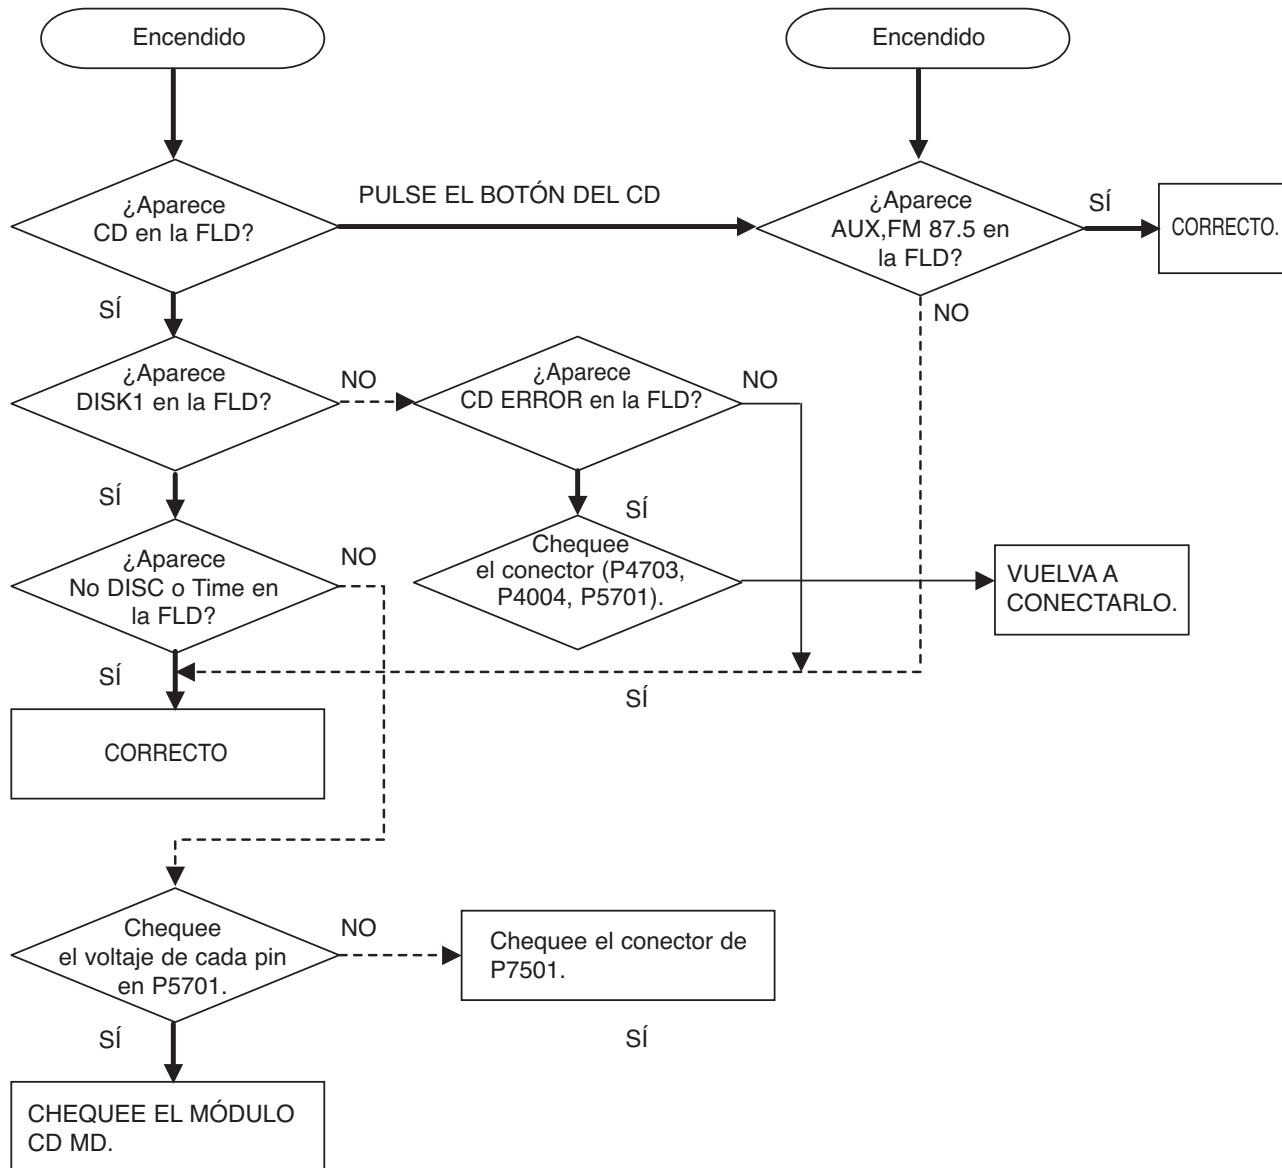 Encendido
Encendido
¿Aparece
CD en la FLD?
PULSE EL BOTÓN DEL CD
¿Aparece
AUX,FM 87.5 en
la FLD?
SÍ
CORRECTO.
SÍ
NO
¿Aparece
DISK1 en la FLD?
NO
¿Aparece
CD ERROR en la FLD?
NO
SÍ
SÍ
¿Aparece
No DISC o Time en
la FLD?
NO
Chequee
el conector (P4703,
P4004, P5701).
VUELVA A
CONECTARLO.
SÍ
SÍ
CORRECTO
Chequee
el voltaje de cada pin
en P5701.
NO
Chequee el conector de
P7501.
SÍ
SÍ
CHEQUEE EL MÓDULO
CD MD.